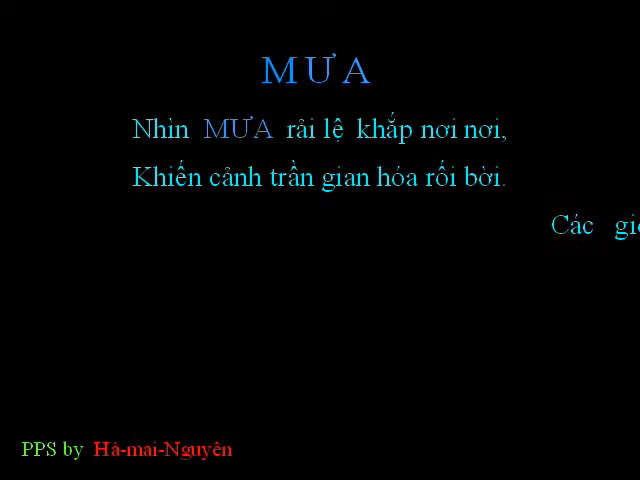 MƯA
Nhìn MƯA rải lệ khắp nơi nơi,
Khiến cảnh trần gian hóa rối bời.
Các
PPS by Hà-mai-Nguyên